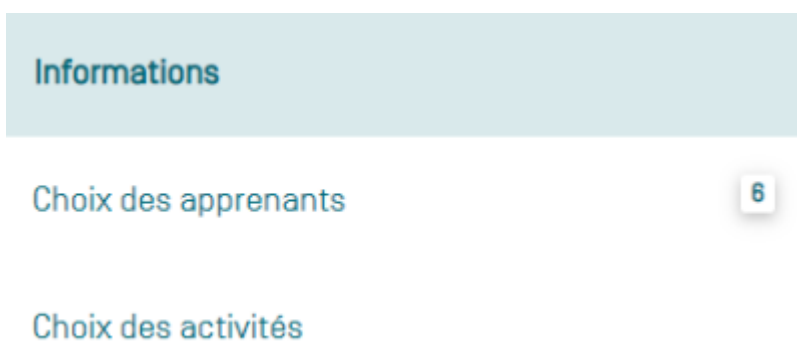 Informations
Choix des apprenants 6
Choix des activités